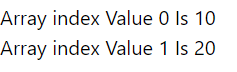 Array index Value 0 Is 10
Array index Value 1 Is 20